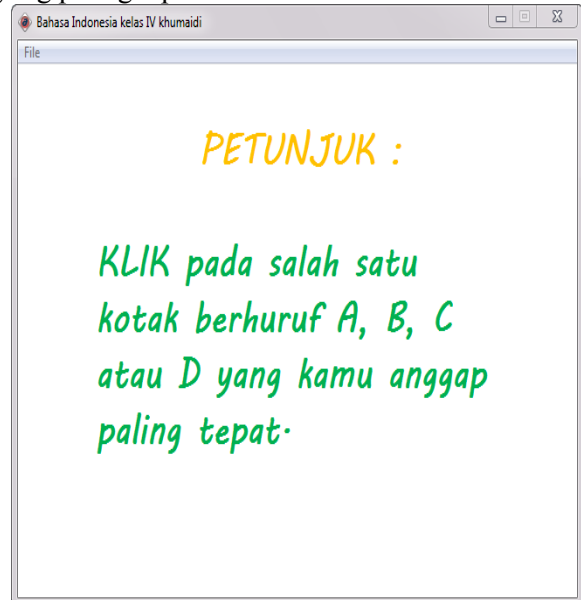 Bahasa Indonesia kelas IV khumaidi
File
PETUNJUK :
KLIK pada salah satu
kotak berhuruf A, B, C
atau D yang kamu anggap
paling tepat.